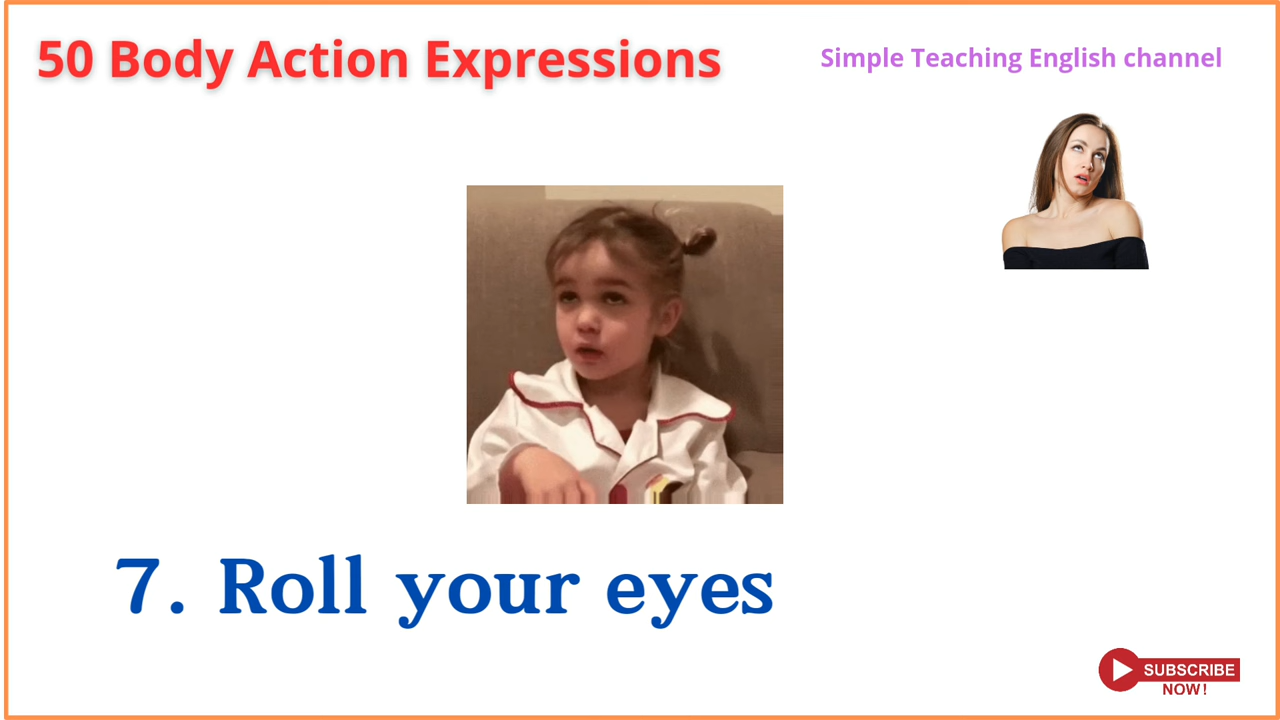 50 Body Action Expressions
Simple Teaching English channel
7. Roll your eyes
SUBSCRIBE
NOW!